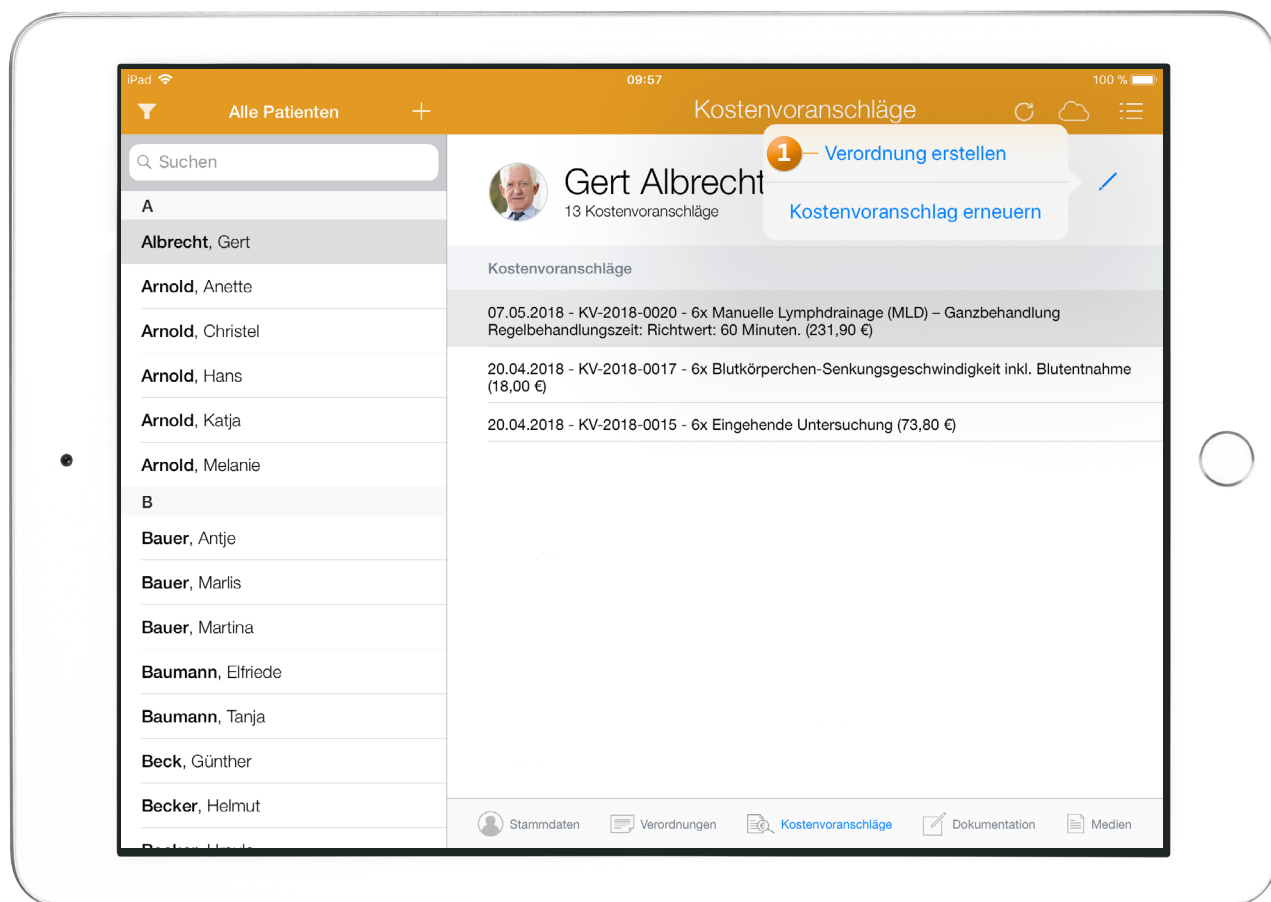 iPad 09:57 100 %
Alle Patienten + Kostenvoranschläge
Suchen
A
Albrecht, Gert
Arnold, Anette
Arnold, Christel
Arnold, Hans
Arnold, Katja
Arnold, Melanie
B
Bauer, Antje
Bauer, Marlis
Bauer, Martina
Baumann, Elfriede
Baumann, Tanja
Beck, Günther
Becker, Helmut
Gert Albrecht
13 Kostenvoranschläge
1 Verordnung erstellen
Kostenvoranschlag erneuern
Kostenvoranschläge
07.05.2018 - KV-2018-0020 - 6x Manuelle Lymphdrainage (MLD) – Ganzbehandlung
Regelbehandlungszeit: Richtwert: 60 Minuten. (231,90 €)
20.04.2018 - KV-2018-0017 - 6x Blutkörperchen-Senkungsgeschwindigkeit inkl. Blutentnahme
(18,00 €)
20.04.2018 - KV-2018-0015 - 6x Eingehende Untersuchung (73,80 €)
Stammdaten Verordnungen Kostenvoranschläge Dokumentation Medien